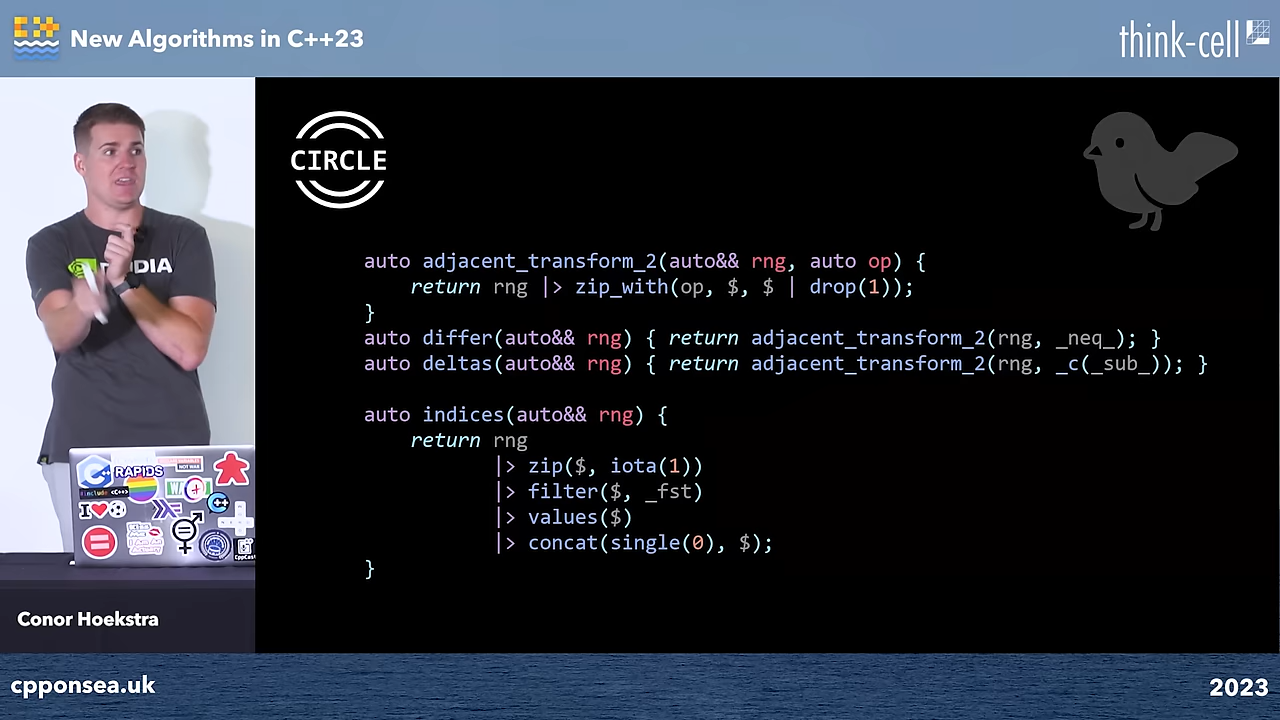 New Algorithms in C++23
think-cell
CIRCLE
auto adjacent_transform_2(auto&& rng, auto op) {
    return rng |> zip_with(op, $, $ | drop(1));
}
auto differ(auto&& rng) { return adjacent_transform_2(rng, _neq_); }
auto deltas(auto&& rng) { return adjacent_transform_2(rng, _c(_sub_)); }
auto indices(auto&& rng) {
    return rng
           |> zip($, iota(1))
           |> filter($, _fst)
           |> values($)
           |> concat(single(0), $);
}
NVIDIA
C++
RAPIDS
#include <C++>
I
CppCast
Conor Hoekstra
cpponsea.uk
2023